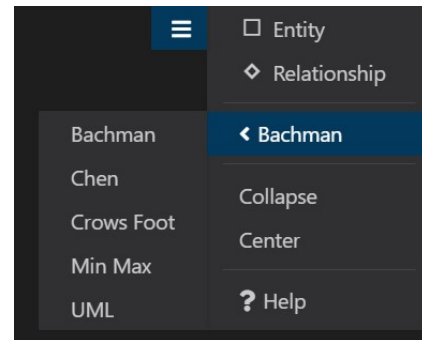 Entity
Relationship
Bachman
Collapse
Center
? Help
Bachman
Chen
Crows Foot
Min Max
UML